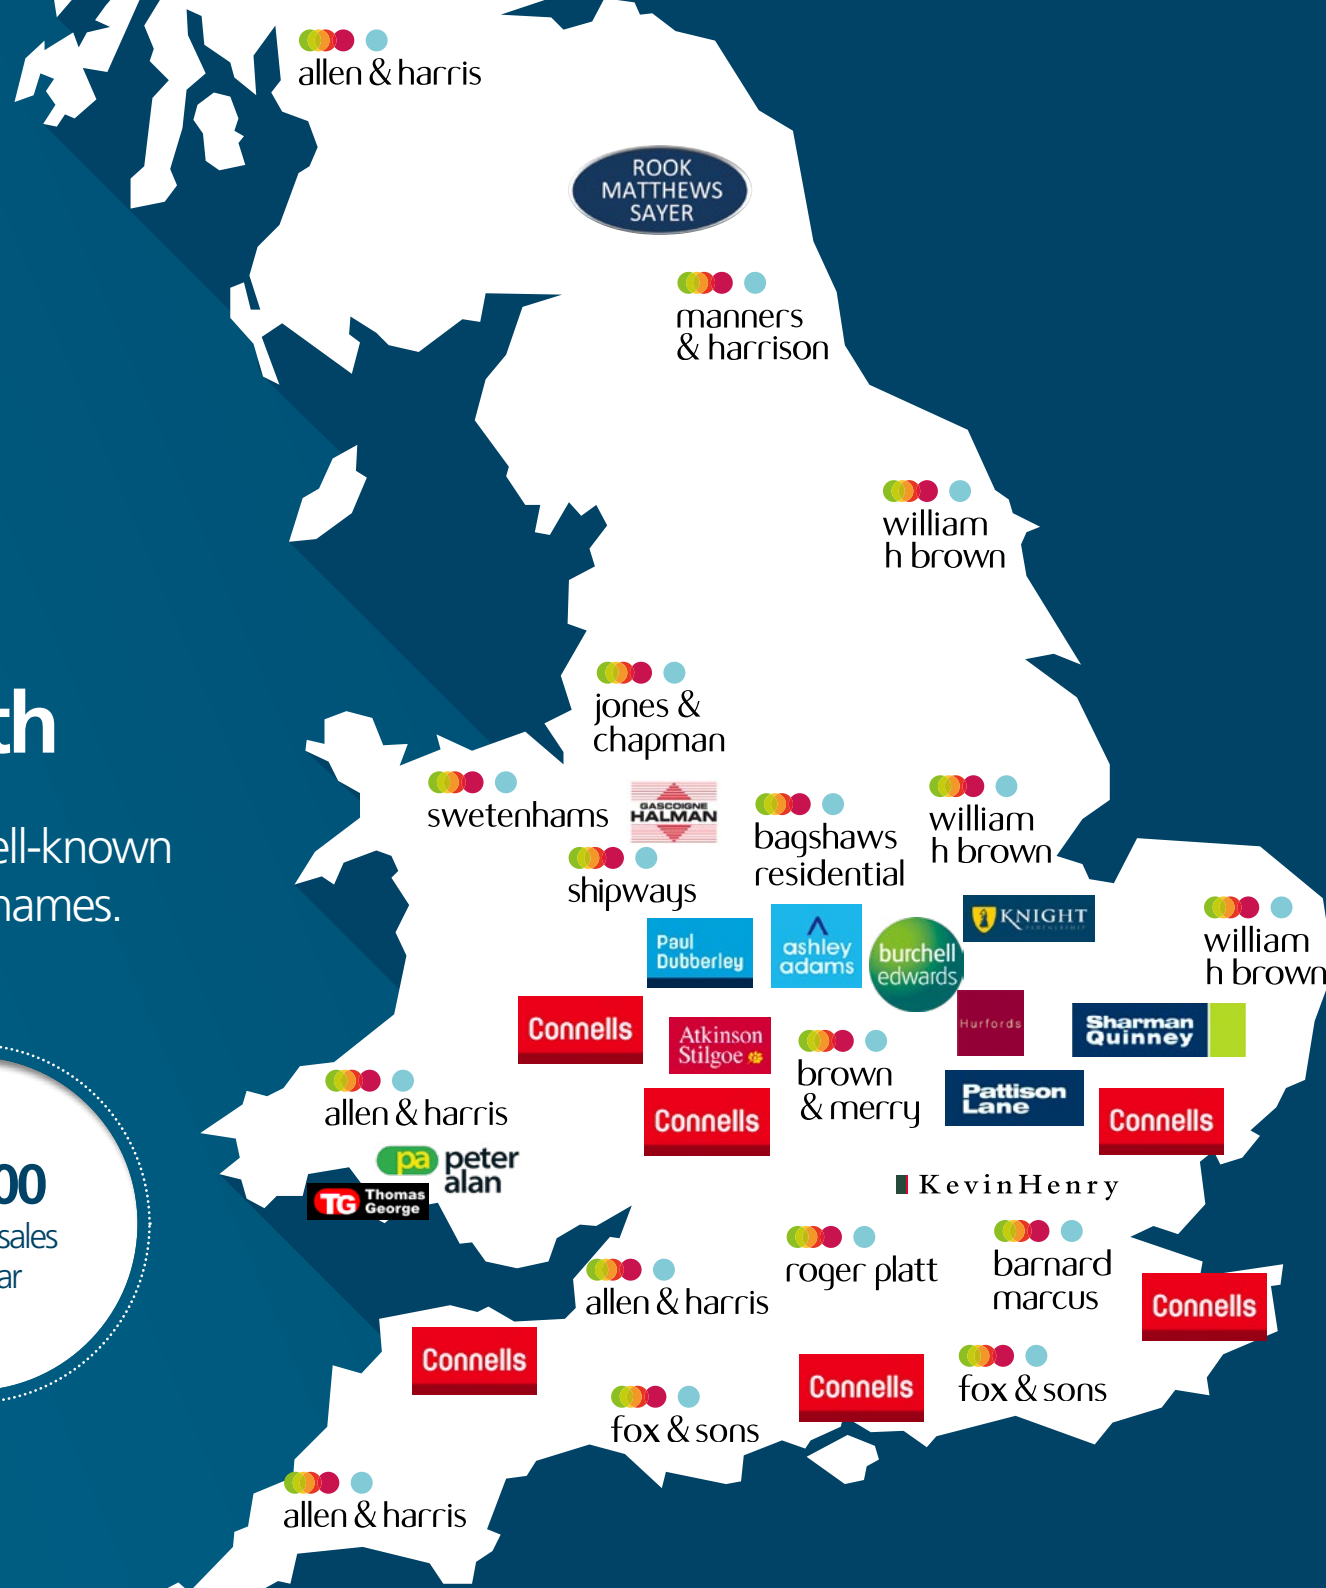 allen & harris
ROOK
MATTHEWS
SAYER
manners
& harrison
william
h brown
th
jones &
chapman
swetenhams
GASCOIGNE
HALMAN
bagshaws
residential
william
h brown
ell-known
names.
shipways
Paul
Dubberley
ashley
adams
burchell
edwards
KNIGHT
PARTNERSHIP
william
h brown
Connells
Atkinson
Stilgoe
brown
& merry
Hurfords
Sharman
Quinney
Pattison
Lane
Connells
Connells
allen & harris
pa peter
alan
TG Thomas
George
KevinHenry
00
sales
ar
roger platt
barnard
marcus
allen & harris
Connells
Connells
Connells
fox & sons
fox & sons
allen & harris